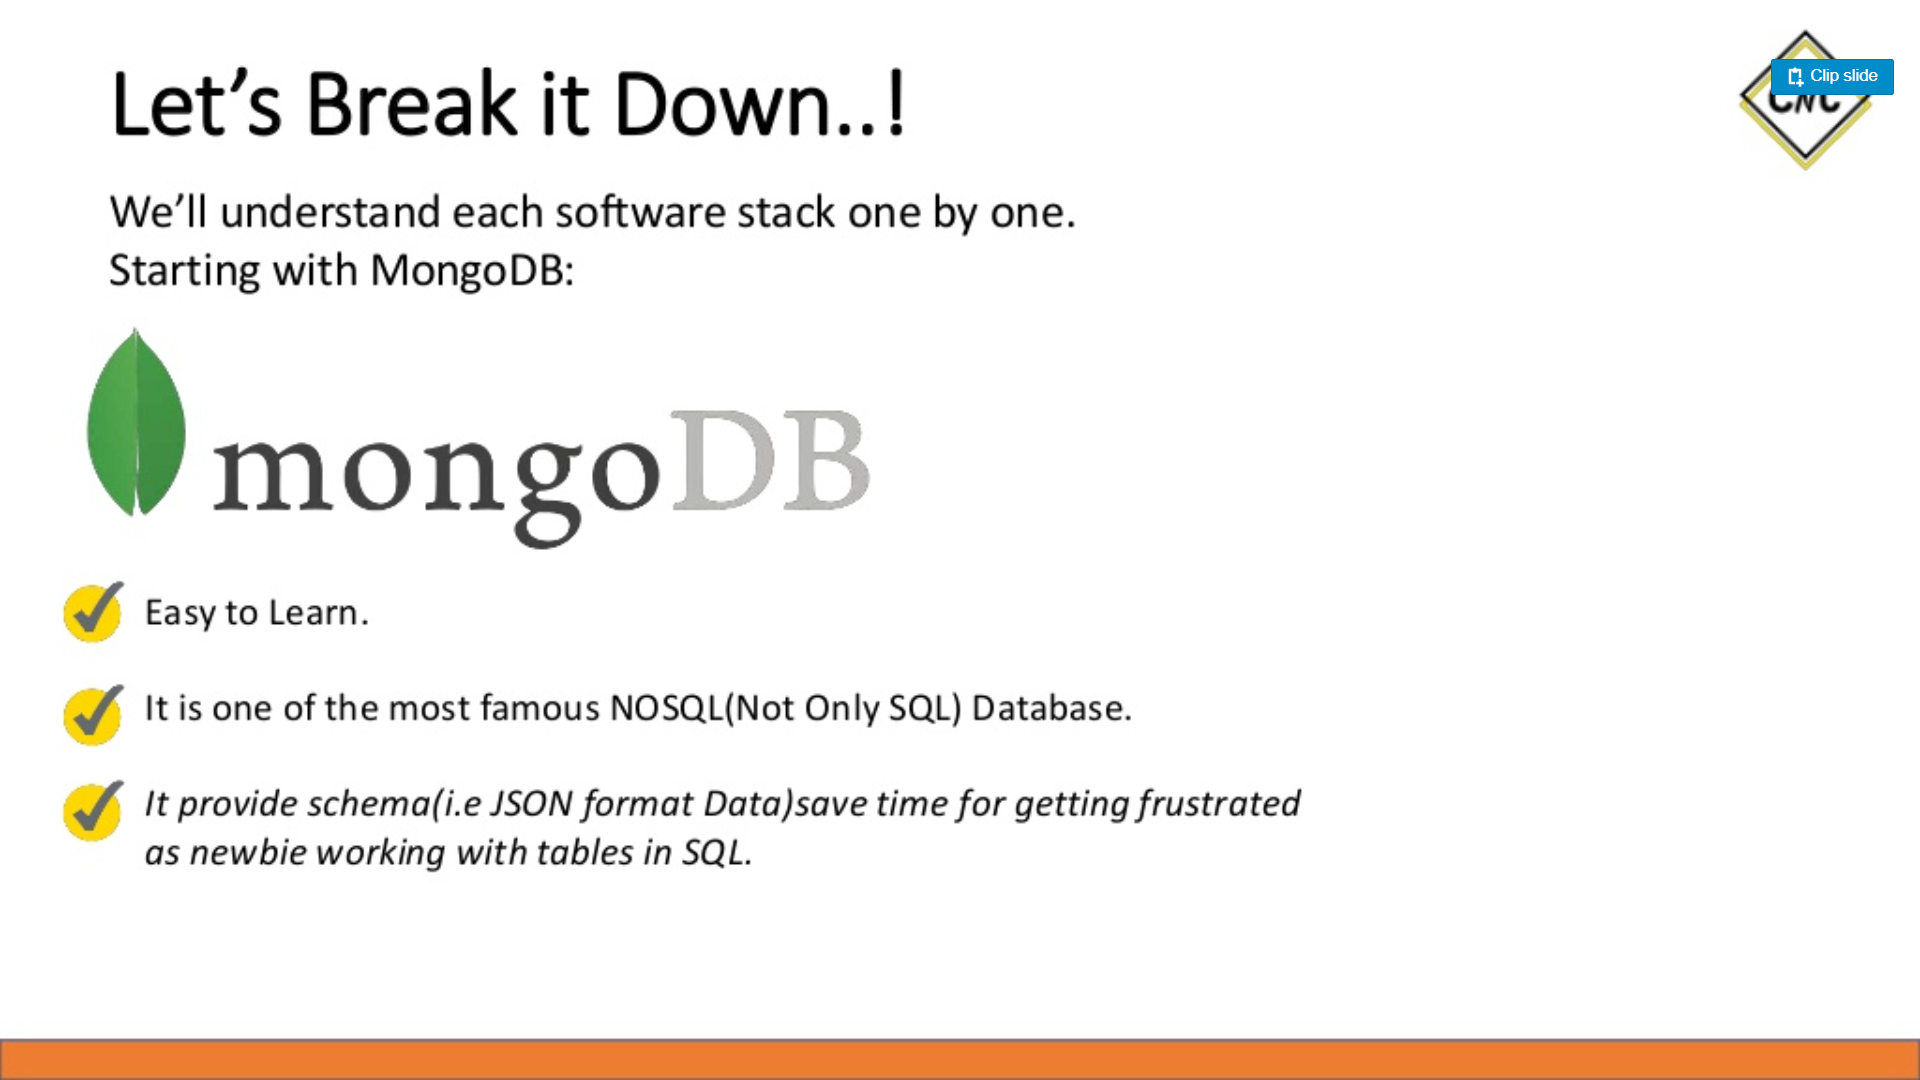 Let’s Break it Down..!
Clip slide
CNC
We’ll understand each software stack one by one.
Starting with MongoDB:
mongoDB
Easy to Learn.
It is one of the most famous NOSQL(Not Only SQL) Database.
It provide schema(i.e JSON format Data)save time for getting frustrated
as newbie working with tables in SQL.